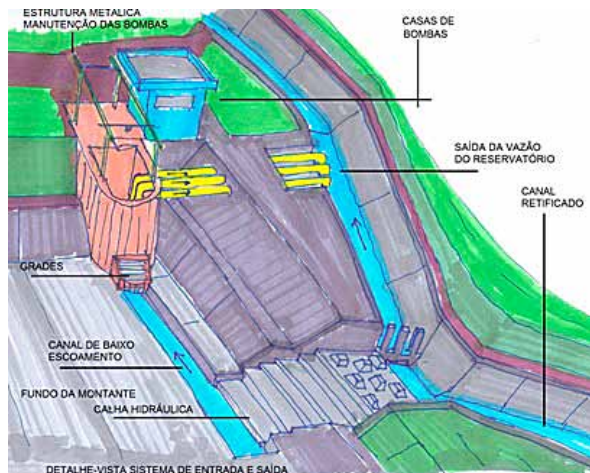 ESTRUTURA METALICA
MANUTENÇÃO DAS BOMBAS
CASAS DE
BOMBAS
SAÍDA DA VAZÃO
DO RESERVATÓRIO
CANAL
RETIFICADO
GRADES
CANAL DE BAIXO
ESCOAMENTO
FUNDO DA MONTANTE
CALHA HIDRÁULICA
DETALHE-VISTA SISTEMA DE ENTRADA E SAÍDA